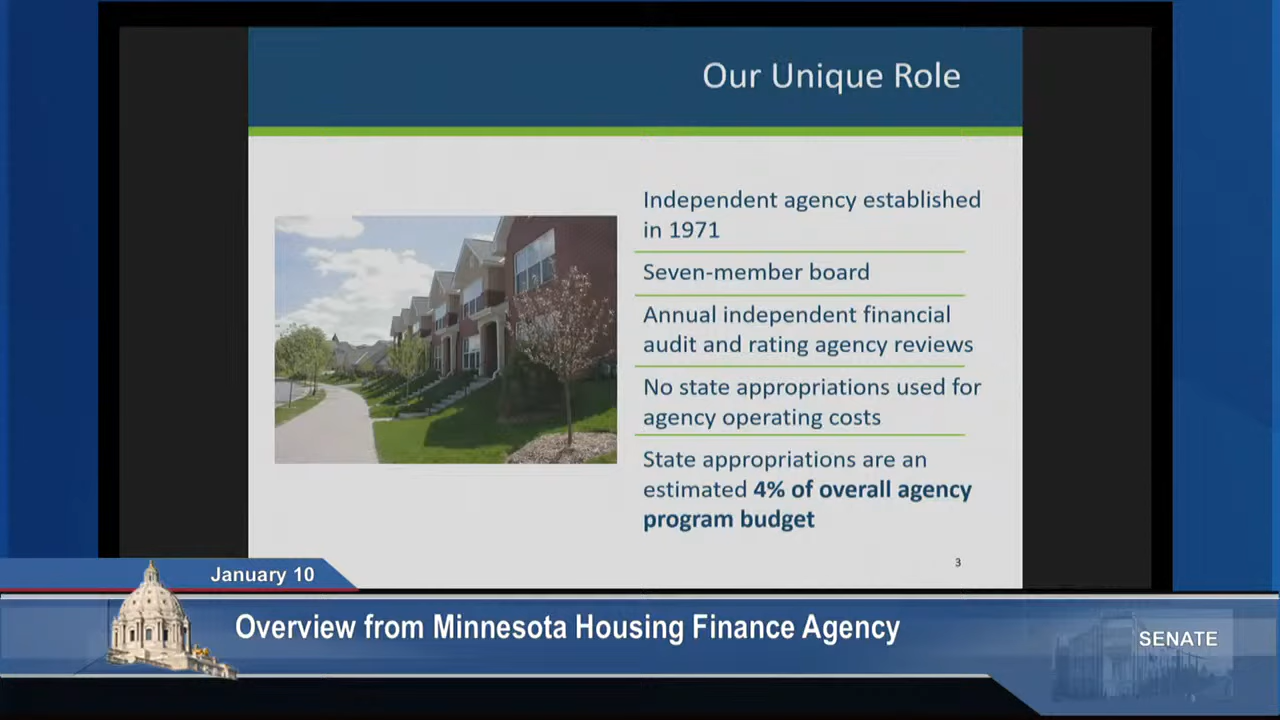 Our Unique Role
Independent agency established
in 1971
Seven-member board
Annual independent financial
audit and rating agency reviews
No state appropriations used for
agency operating costs
State appropriations are an
estimated 4% of overall agency
program budget
3
January 10
Overview from Minnesota Housing Finance Agency
SENATE